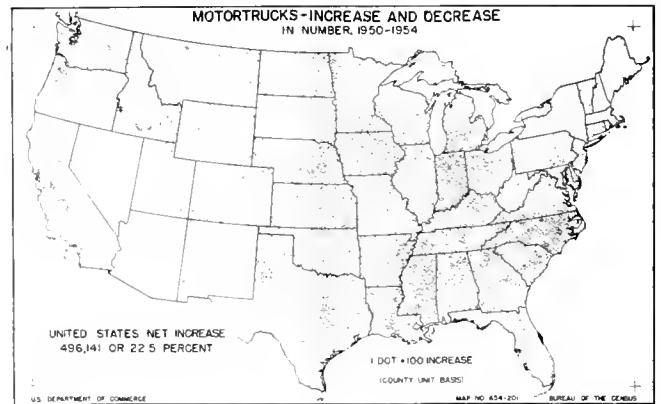 MOTORTRUCKS-INCREASE AND DECREASE
IN NUMBER, 1950-1954
UNITED STATES NET INCREASE
496,141 OR 22.5 PERCENT
1 DOT = 100 INCREASE
(COUNTY UNIT BASIS)
U.S. DEPARTMENT OF COMMERCE
MAP NO. A54-201
BUREAU OF THE CENSUS